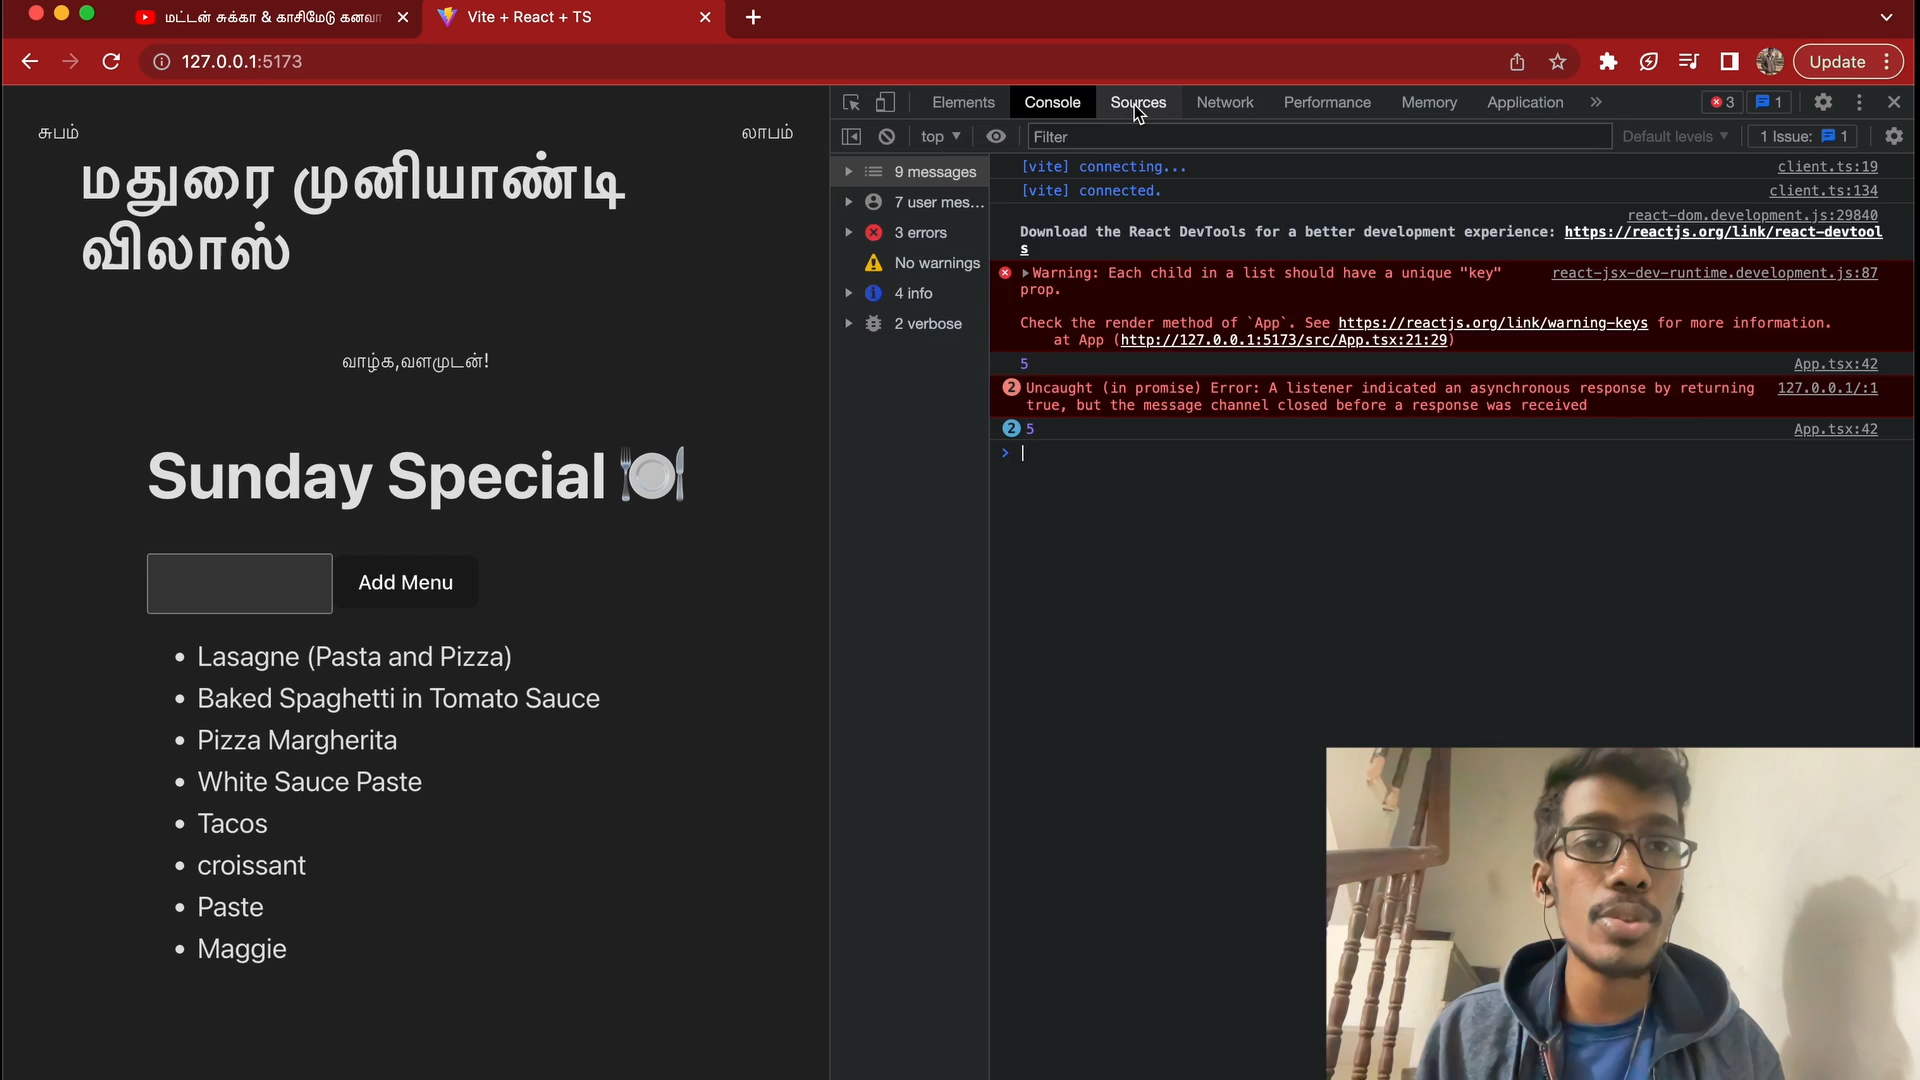 மட்டன் சுக்கா & காசிமேடு கனவா
Vite + React + TS
127.0.0.1:5173
Update
சுபம்
லாபம்
மதுரை முனியாண்டி
விலாஸ்
வாழ்க,வளமுடன்!
Sunday Special 🍽️
Add Menu
• Lasagne (Pasta and Pizza)
• Baked Spaghetti in Tomato Sauce
• Pizza Margherita
• White Sauce Paste
• Tacos
• croissant
• Paste
• Maggie
Elements Console Sources Network Performance Memory Application » 3 1
top Filter Default levels 1 Issue: 1
9 messages
7 user mes...
3 errors
No warnings
4 info
2 verbose
[vite] connecting... client.ts:19
[vite] connected. client.ts:134
react-dom.development.js:29840
Download the React DevTools for a better development experience: https://reactjs.org/link/react-devtool
s
Warning: Each child in a list should have a unique "key" react-jsx-dev-runtime.development.js:87
prop.
Check the render method of `App`. See https://reactjs.org/link/warning-keys for more information.
at App (http://127.0.0.1:5173/src/App.tsx:21:29)
5 App.tsx:42
2 Uncaught (in promise) Error: A listener indicated an asynchronous response by returning 127.0.0.1/:1
true, but the message channel closed before a response was received
2 5 App.tsx:42
>